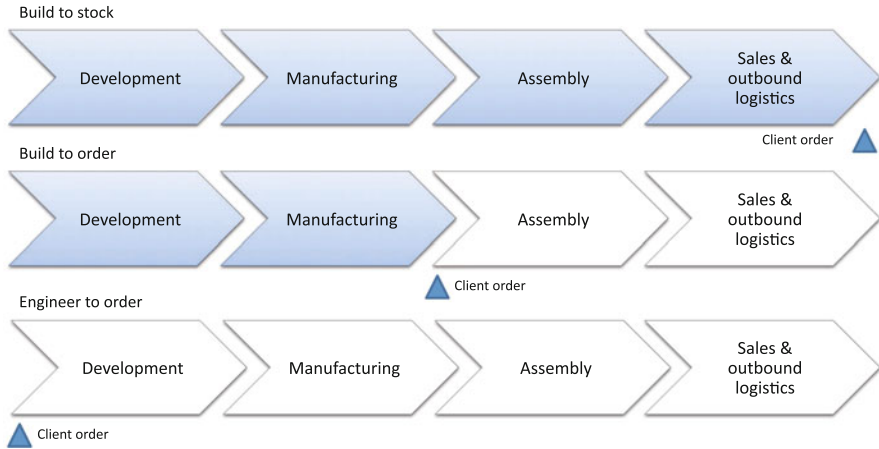 Build to stock
Development
Manufacturing
Assembly
Sales &
outbound
logistics
Client order
Build to order
Development
Manufacturing
Assembly
Sales &
outbound
logistics
Client order
Engineer to order
Development
Manufacturing
Assembly
Sales &
outbound
logistics
Client order